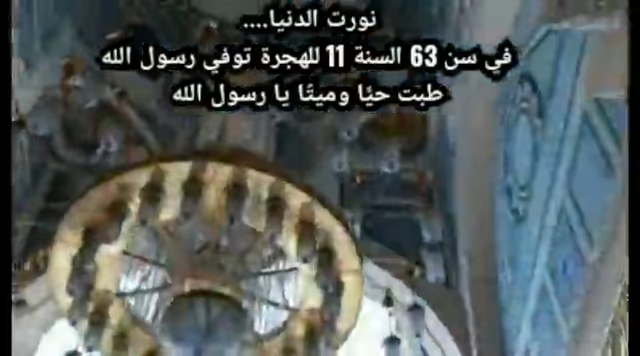 نورت الدنيا....
في سن 63 السنة 11 للهجرة توفي رسول الله
طبت حيًا وميتًا يا رسول الله